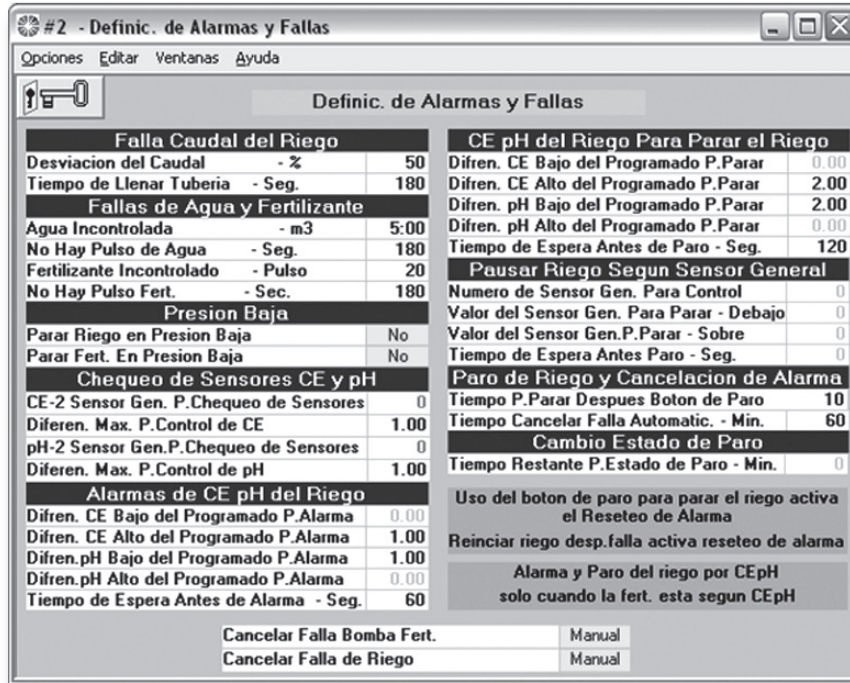 #2 - Definic. de Alarmas y Fallas
Opciones Editar Ventanas Ayuda
Definic. de Alarmas y Fallas
Falla Caudal del Riego
Desviacion del Caudal - % 50
Tiempo de Llenar Tuberia - Seg. 180
Fallas de Agua y Fertilizante
Agua Incontrolada - m3 5:00
No Hay Pulso de Agua - Seg. 180
Fertilizante Incontrolado - Pulso 20
No Hay Pulso Fert. - Sec. 180
Presion Baja
Parar Riego en Presion Baja No
Parar Fert. En Presion Baja No
Chequeo de Sensores CE y pH
CE-2 Sensor Gen. P.Chequeo de Sensores 0
Diferen. Max. P.Control de CE 1.00
pH-2 Sensor Gen.P.Chequeo de Sensores 0
Diferen. Max. P.Control de pH 1.00
Alarmas de CE pH del Riego
Difren. CE Bajo del Programado P.Alarma 0.00
Difren. CE Alto del Programado P.Alarma 1.00
Difren.pH Bajo del Programado P.Alarma 1.00
Difren.pH Alto del Programado P.Alarma 0.00
Tiempo de Espera Antes de Alarma - Seg. 60
CE pH del Riego Para Parar el Riego
Difren. CE Bajo del Programado P.Parar 0.00
Difren. CE Alto del Programado P.Parar 2.00
Difren. pH Bajo del Programado P.Parar 2.00
Difren. pH Alto del Programado P.Parar 0.00
Tiempo de Espera Antes de Paro - Seg. 120
Pausar Riego Segun Sensor General
Numero de Sensor Gen. Para Control 0
Valor del Sensor Gen. Para Parar - Debajo 0
Valor del Sensor Gen.P.Parar - Sobre 0
Tiempo de Espera Antes Paro - Seg. 0
Paro de Riego y Cancelacion de Alarma
Tiempo P.Parar Despues Boton de Paro 10
Tiempo Cancelar Falla Automatic. - Min. 60
Cambio Estado de Paro
Tiempo Restante P.Estado de Paro - Min. 0
Uso del boton de paro para parar el riego activa
el Reseteo de Alarma
Reinciar riego desp.falla activa reseteo de alarma
Alarma y Paro del riego por CEpH
solo cuando la fert. esta segun CEpH
Cancelar Falla Bomba Fert. Manual
Cancelar Falla de Riego Manual